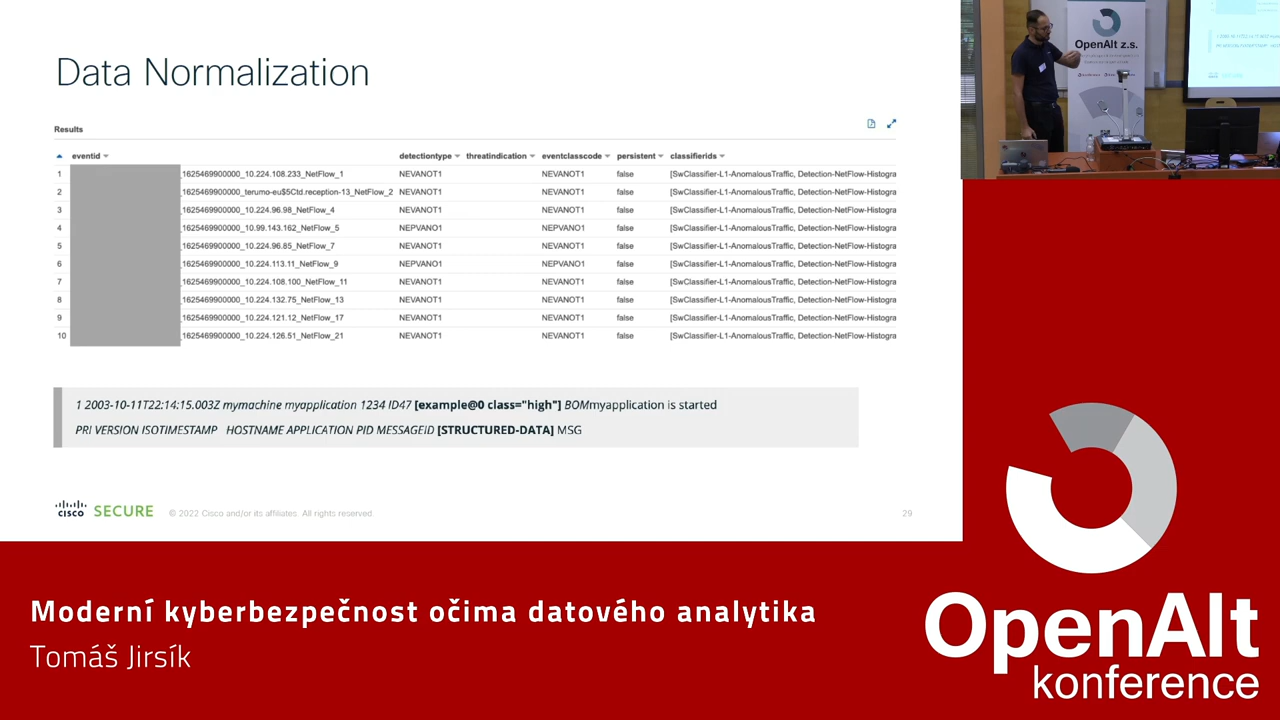 Data Normalization
Results
eventid detectiontype threatindication eventclasscode persistent classifierids
1 _1625469900000_10.224.108.233_NetFlow_1 NEVANOT1 NEVANOT1 false [SwClassifier-L1-AnomalousTraffic, Detection-NetFlow-Histogra
2 _1625469900000_terumo-eu$5Ctd.reception-13_NetFlow_2 NEVANOT1 NEVANOT1 false [SwClassifier-L1-AnomalousTraffic, Detection-NetFlow-Histogra
3 _1625469900000_10.224.96.98_NetFlow_4 NEVANOT1 NEVANOT1 false [SwClassifier-L1-AnomalousTraffic, Detection-NetFlow-Histogra
4 _1625469900000_10.99.143.162_NetFlow_5 NEPVANO1 NEPVANO1 false [SwClassifier-L1-AnomalousTraffic, Detection-NetFlow-Histogra
5 _1625469900000_10.224.96.85_NetFlow_7 NEVANOT1 NEVANOT1 false [SwClassifier-L1-AnomalousTraffic, Detection-NetFlow-Histogra
6 _1625469900000_10.224.113.11_NetFlow_9 NEPVANO1 NEPVANO1 false [SwClassifier-L1-AnomalousTraffic, Detection-NetFlow-Histogra
7 _1625469900000_10.224.108.100_NetFlow_11 NEVANOT1 NEVANOT1 false [SwClassifier-L1-AnomalousTraffic, Detection-NetFlow-Histogra
8 _1625469900000_10.224.132.75_NetFlow_13 NEVANOT1 NEVANOT1 false [SwClassifier-L1-AnomalousTraffic, Detection-NetFlow-Histogra
9 _1625469900000_10.224.121.12_NetFlow_17 NEVANOT1 NEVANOT1 false [SwClassifier-L1-AnomalousTraffic, Detection-NetFlow-Histogra
10 _1625469900000_10.224.126.51_NetFlow_21 NEVANOT1 NEVANOT1 false [SwClassifier-L1-AnomalousTraffic, Detection-NetFlow-Histogra
1 2003-10-11T22:14:15.003Z mymachine myapplication 1234 ID47 [example@0 class="high"] BOMmyapplication is started
PRI VERSION ISOTIMESTAMP HOSTNAME APPLICATION PID MESSAGEID [STRUCTURED-DATA] MSG
CISCO SECURE © 2022 Cisco and/or its affiliates. All rights reserved. 29
OpenAlt z.s.
Moderní kyberbezpečnost očima datového analytika
Tomáš Jirsík
OpenAlt
konference